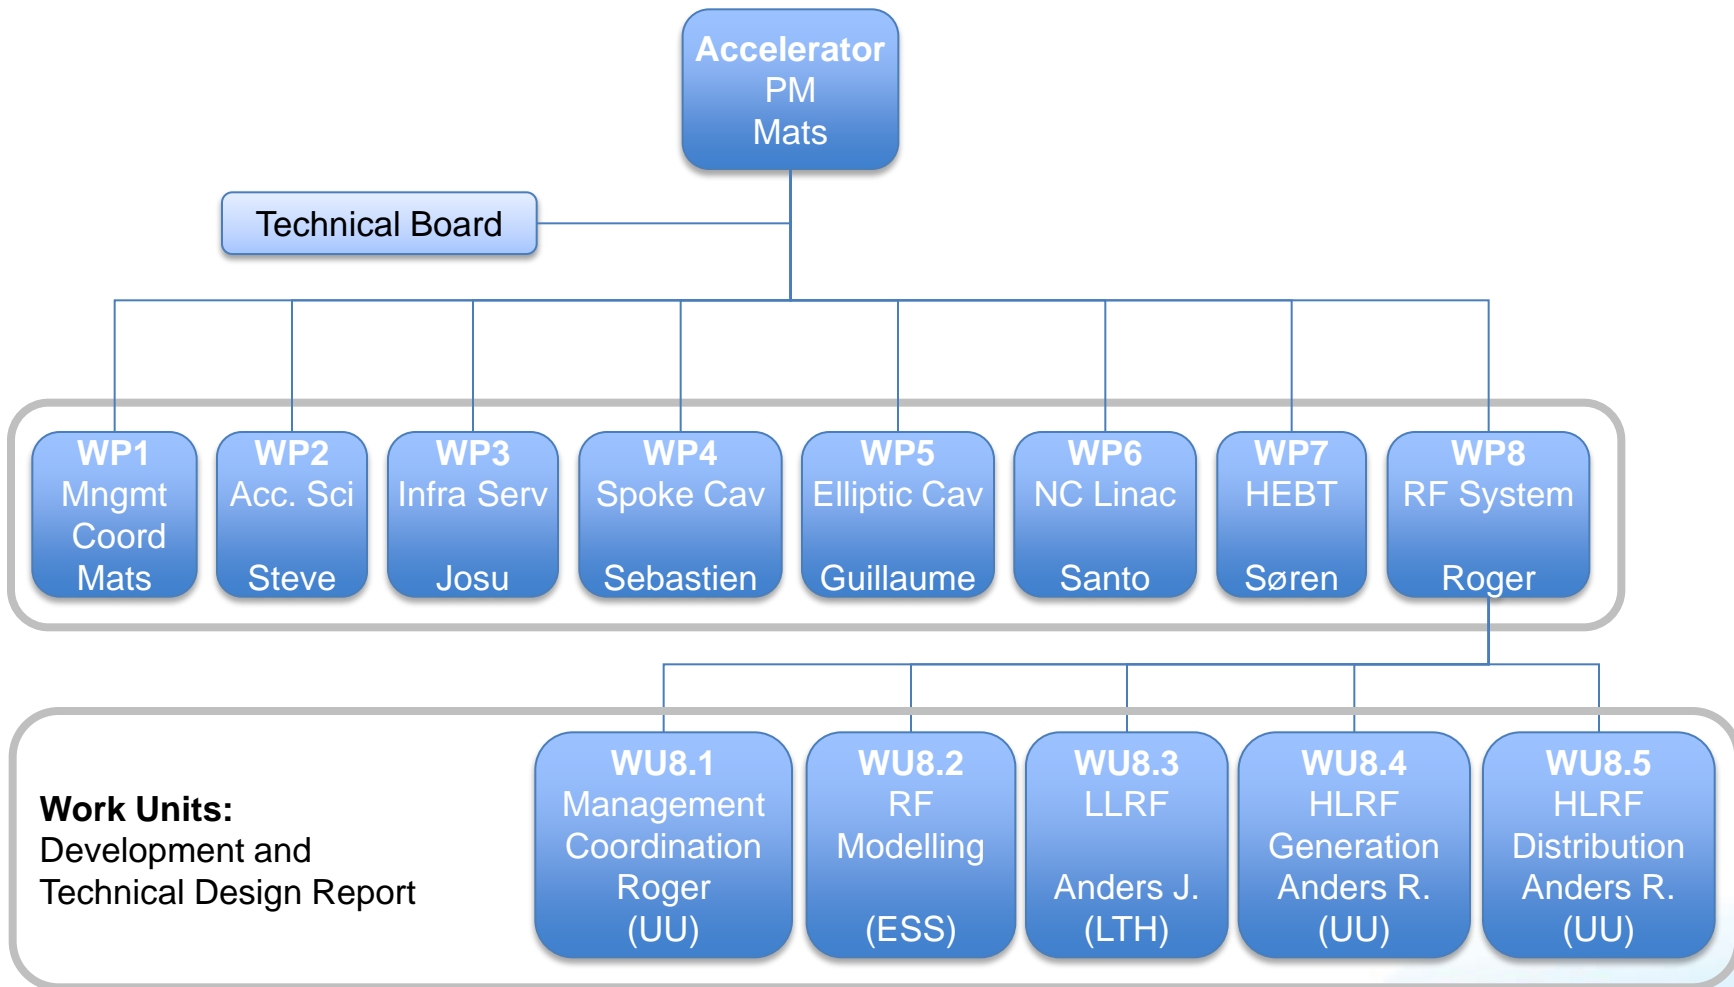 Accelerator
PM
Mats
Technical Board
WP1
Mngmt
Coord
Mats
WP2
Acc. Sci
Steve
WP3
Infra Serv
Josu
WP4
Spoke Cav
Sebastien
WP5
Elliptic Cav
Guillaume
WP6
NC Linac
Santo
WP7
HEBT
Søren
WP8
RF System
Roger
Work Units:
Development and
Technical Design Report
WU8.1
Management
Coordination
Roger
(UU)
WU8.2
RF
Modelling
(ESS)
WU8.3
LLRF
Anders J.
(LTH)
WU8.4
HLRF
Generation
Anders R.
(UU)
WU8.5
HLRF
Distribution
Anders R.
(UU)